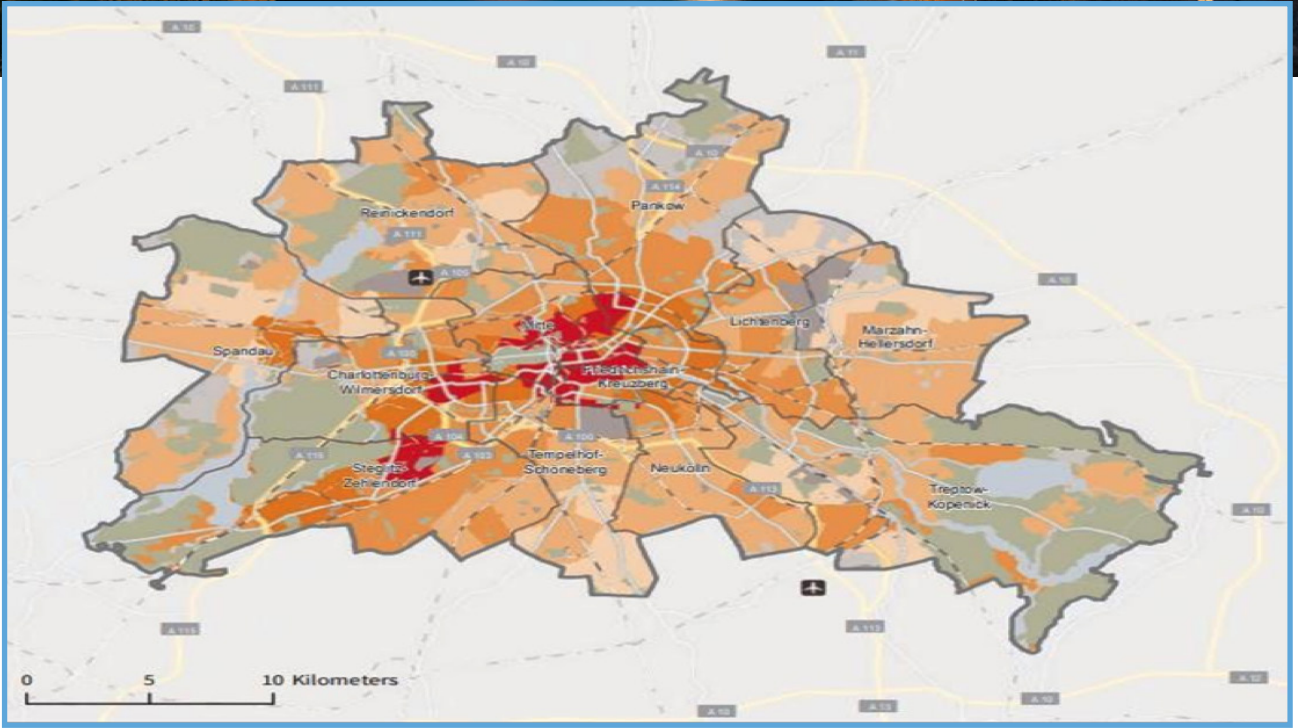 A 10
A 11
A 10
A 111
A 10
A 114
Pankow
Reinickendorf
A 111
A 105
A 10
Mitte
Lichtenberg
Marzahn-
Hellersdorf
Spandau
A 100
Charlottenburg-
Wilmersdorf
Friedrichshain-
Kreuzberg
A 104
A 100
A 115
A 103
Steglitz-
Zehlendorf
Tempelhof-
Schöneberg
Neukölln
A 113
Treptow-
Köpenick
A 10
A 115
A 113
0 5 10 Kilometers
A 12
A 10
A 13
A 10